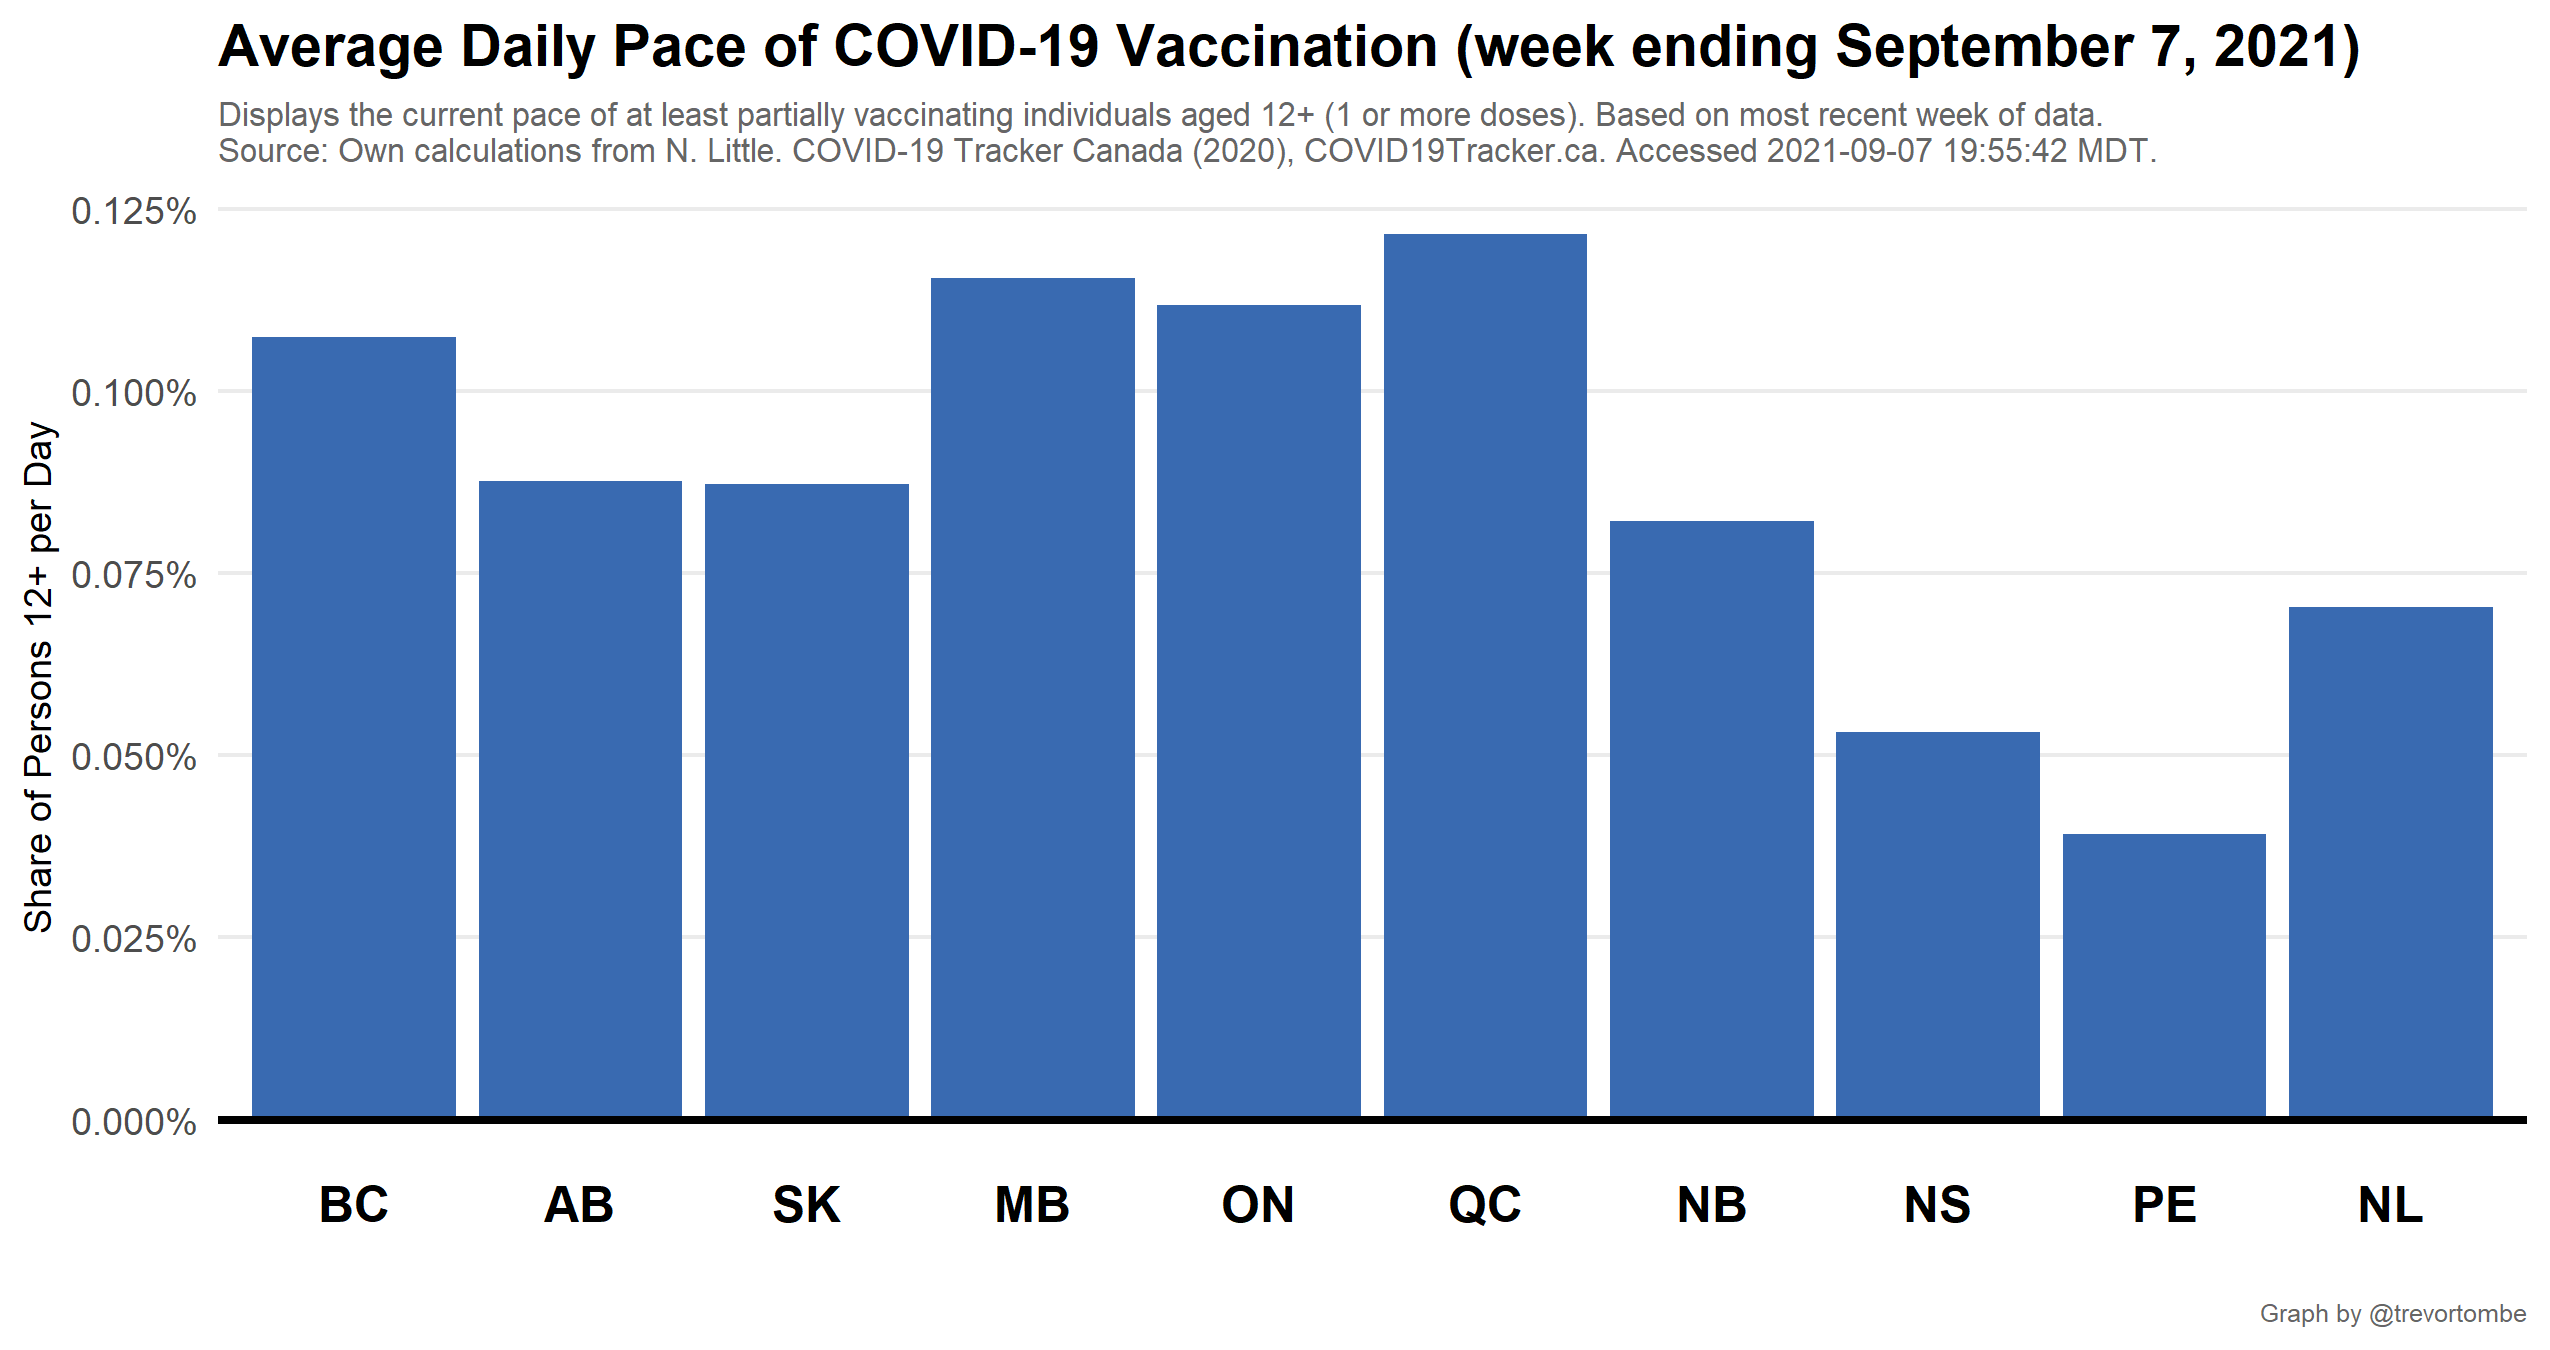 Average Daily Pace of COVID-19 Vaccination (week ending September 7, 2021)
Displays the current pace of at least partially vaccinating individuals aged 12+ (1 or more doses). Based on most recent week of data.
Source: Own calculations from N. Little. COVID-19 Tracker Canada (2020), COVID19Tracker.ca. Accessed 2021-09-07 19:55:42 MDT.
Share of Persons 12+ per Day
0.125%
0.100%
0.075%
0.050%
0.025%
0.000%
BC AB SK MB ON QC NB NS PE NL
Graph by @trevortombe